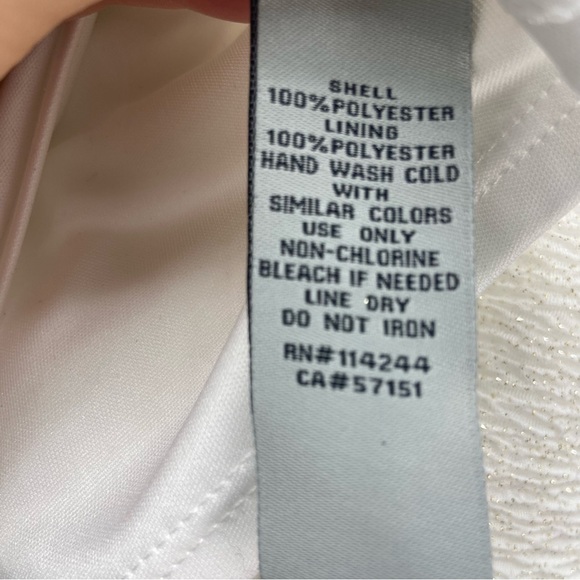 SHELL
100%POLYESTER
LINING
100%POLYESTER
HAND WASH COLD
WITH
SIMILAR COLORS
USE ONLY
NON-CHLORINE
BLEACH IF NEEDED
LINE DRY
DO NOT IRON
RN#114244
CA#57151